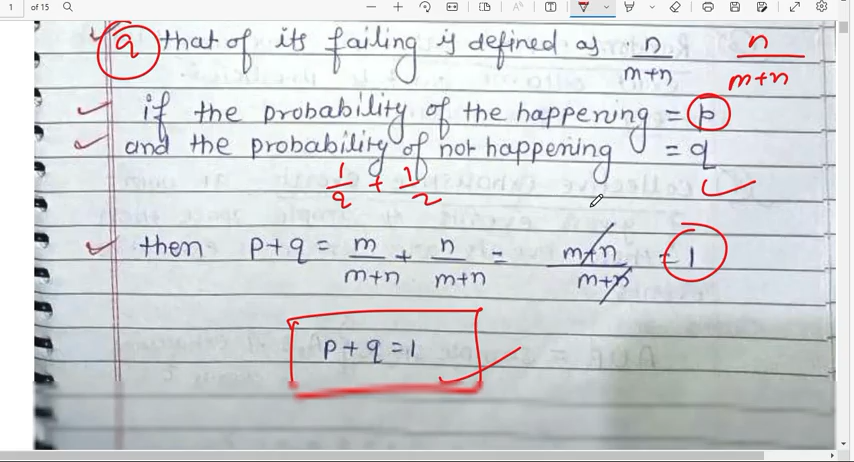 1 of 15
q that of its failing is defined as n/(m+n) n/(m+n)
if the probability of the happening = p
and the probability of not happening = q
1/2 + 1/2
then p+q = m/(m+n) + n/(m+n) = (m+n)/(m+n) = 1
p+q=1